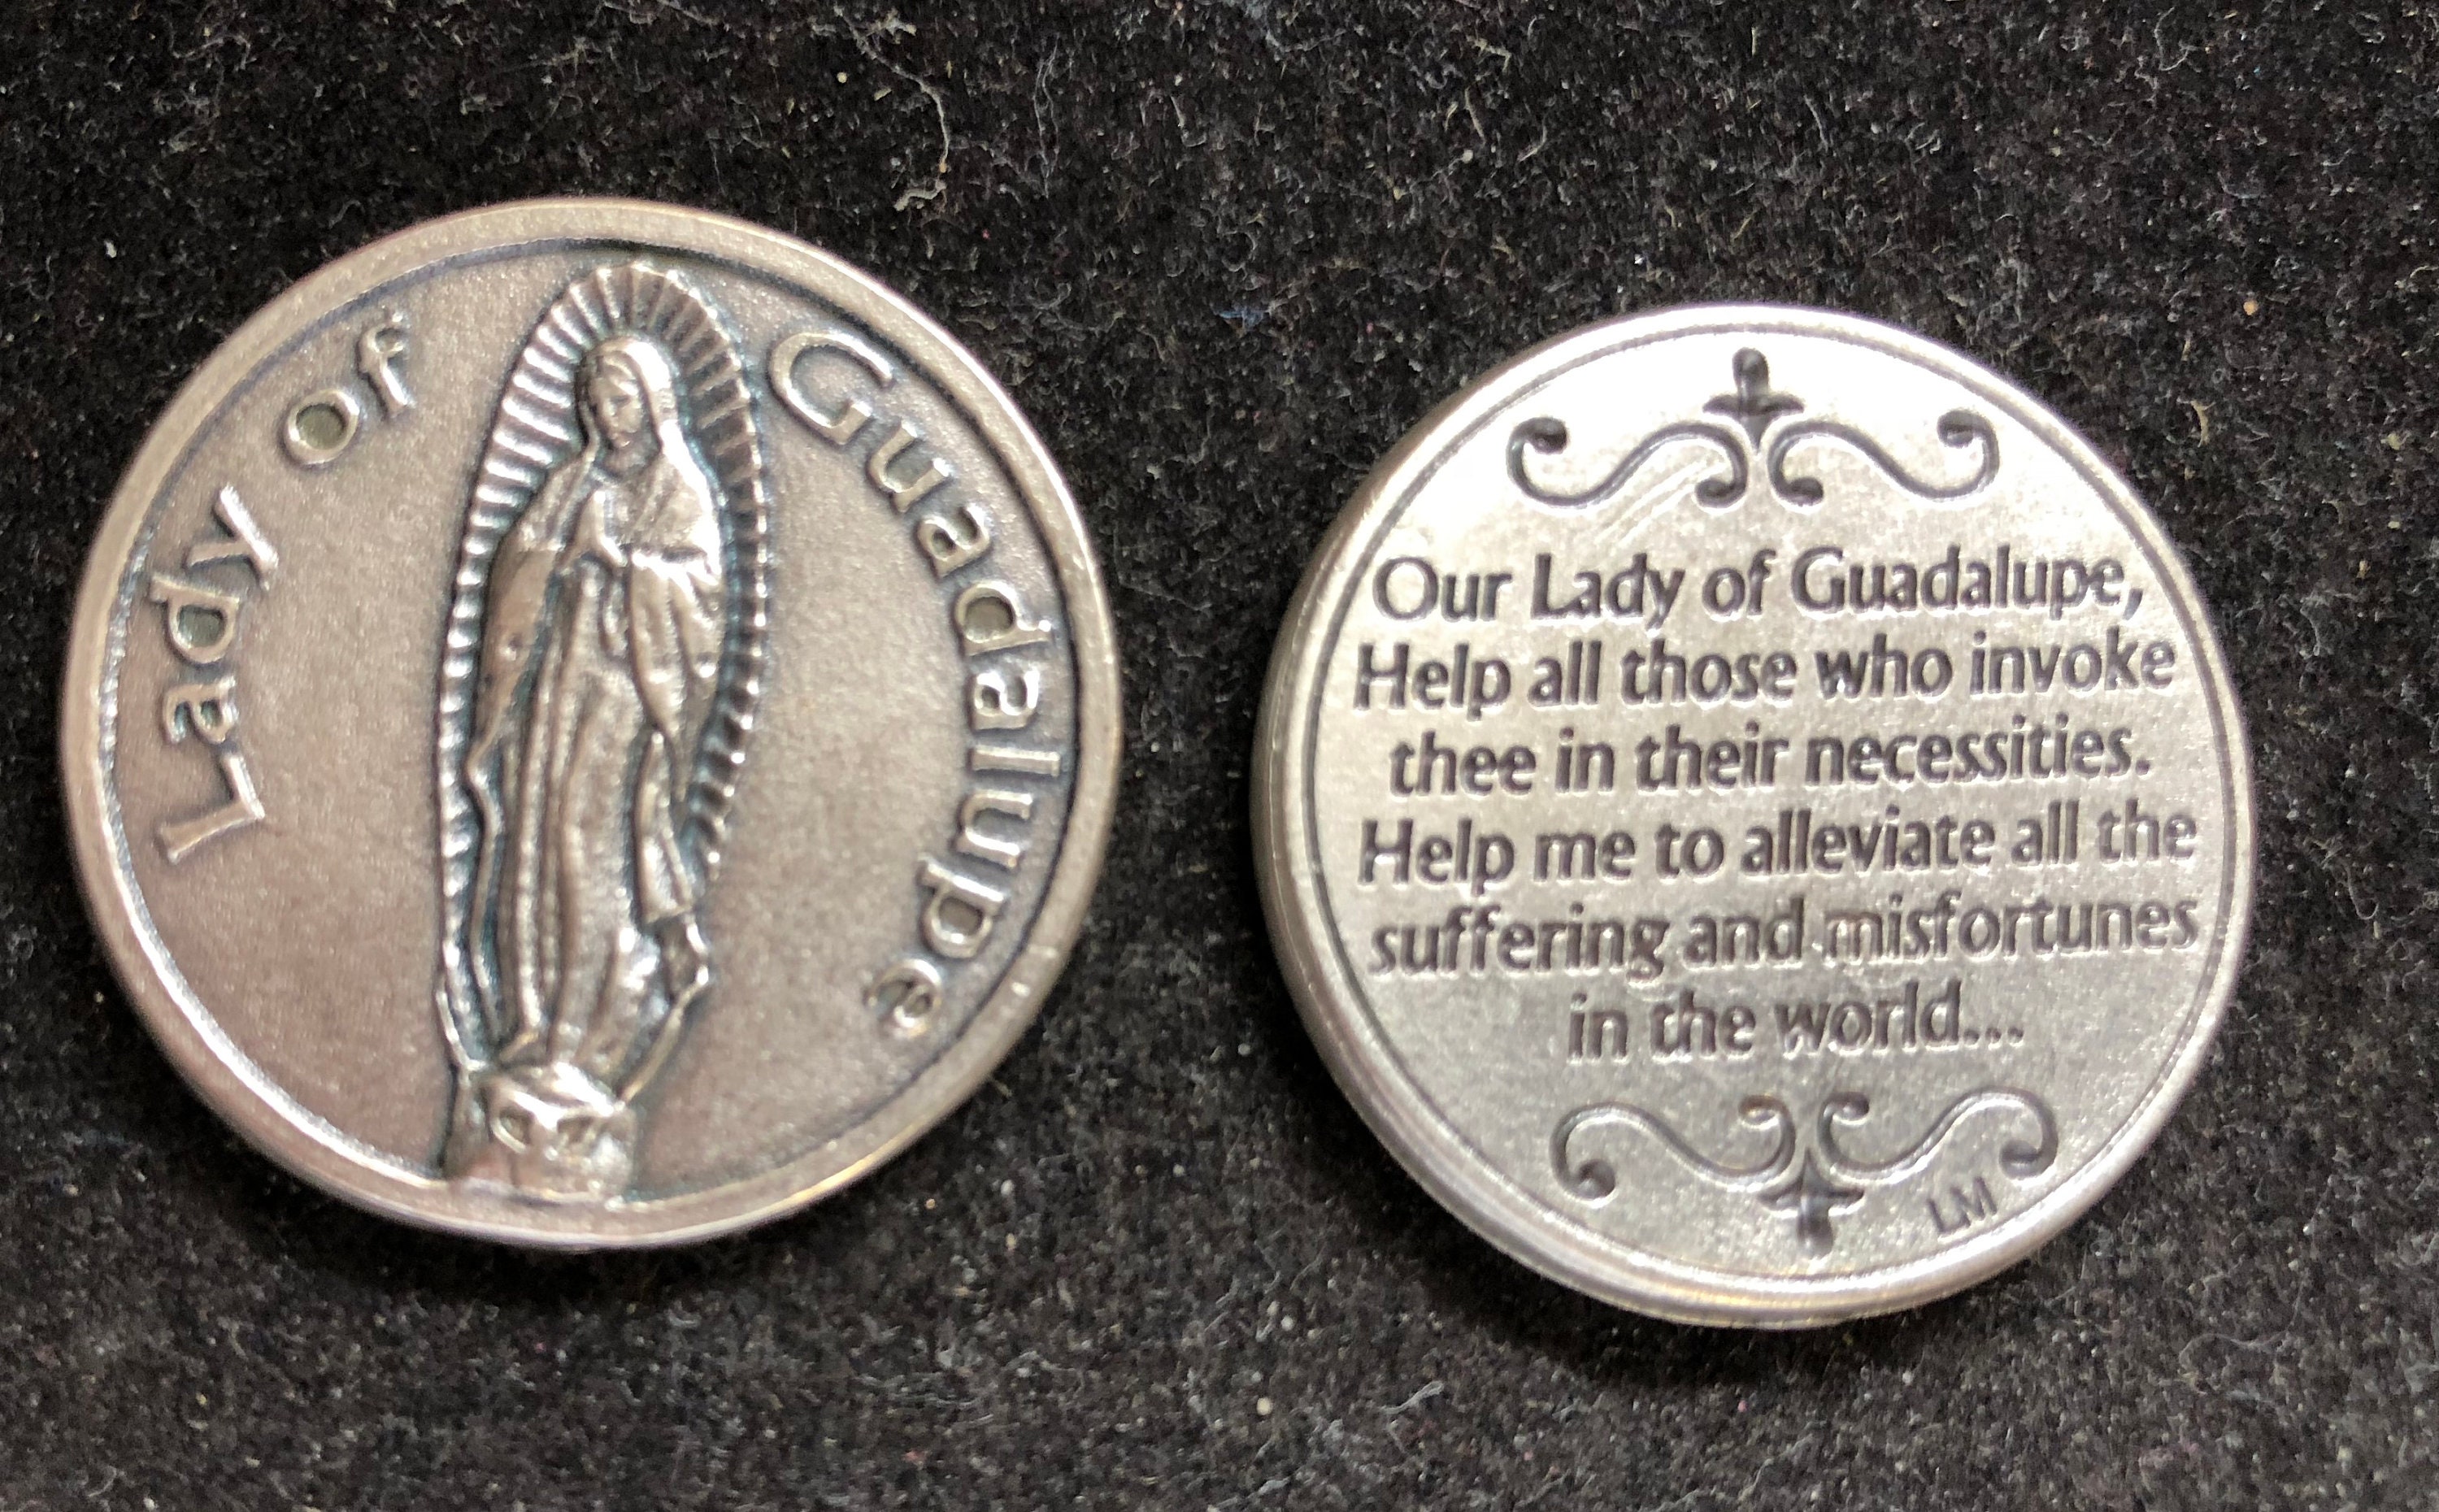 Lady of Guadalupe
Our Lady of Guadalupe,
Help all those who invoke
thee in their necessities.
Help me to alleviate all the
suffering and misfortunes
in the world...
LM